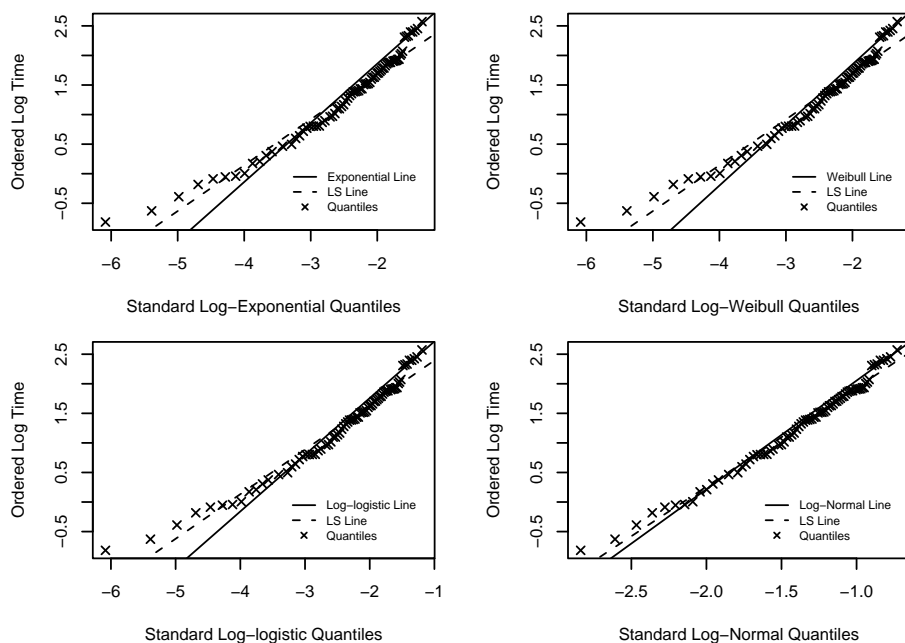 Ordered Log Time
2.5
1.5
0.5
−0.5
Exponential Line
LS Line
Quantiles
−6 −5 −4 −3 −2
Standard Log−Exponential Quantiles
Ordered Log Time
2.5
1.5
0.5
−0.5
Weibull Line
LS Line
Quantiles
−6 −5 −4 −3 −2
Standard Log−Weibull Quantiles
Ordered Log Time
2.5
1.5
0.5
−0.5
Log−logistic Line
LS Line
Quantiles
−6 −5 −4 −3 −2 −1
Standard Log−logistic Quantiles
Ordered Log Time
2.5
1.5
0.5
−0.5
Log−Normal Line
LS Line
Quantiles
−2.5 −2.0 −1.5 −1.0
Standard Log−Normal Quantiles